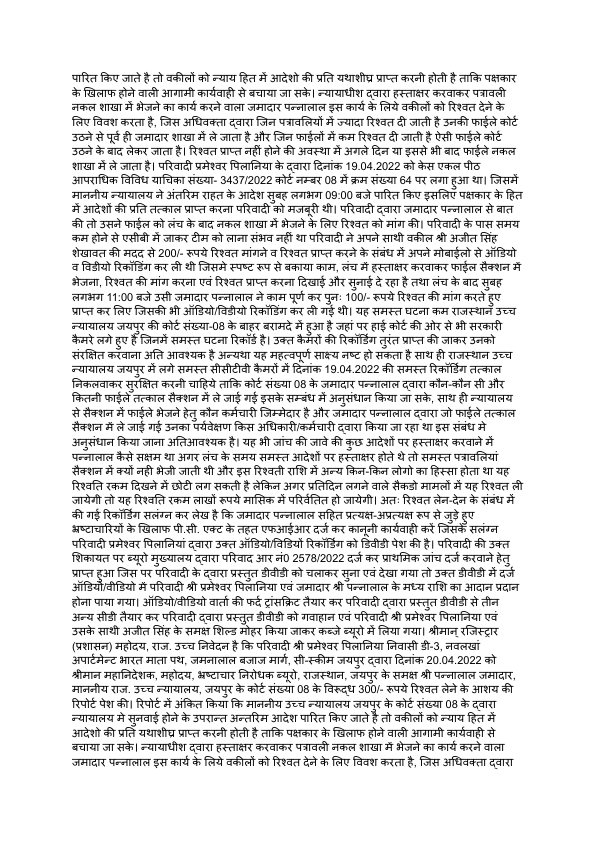 पारित किए जाते है तो वकीलों को न्याय हित में आदेशो की प्रति यथाशीघ्र प्राप्त करनी होती है ताकि पक्षकार
के खिलाफ होने वाली आगामी कार्यवाही से बचाया जा सके। न्यायाधीश द्वारा हस्ताक्षर करवाकर पत्रावली
नकल शाखा में भेजने का कार्य करने वाला जमादार पन्नालाल इस कार्य के लिये वकीलों को रिश्वत देने के
लिए विवश करता है, जिस अधिवक्ता द्वारा जिन पत्रावलियों में ज्यादा रिश्वत दी जाती है उनकी फाईले कोर्ट
उठने से पूर्व ही जमादार शाखा में ले जाता है और जिन फाईलों में कम रिश्वत दी जाती है ऐसी फाईले कोर्ट
उठने के बाद लेकर जाता है। रिश्वत प्राप्त नहीं होने की अवस्था में अगले दिन या इससे भी बाद फाईले नकल
शाखा में ले जाता है। परिवादी प्रमेश्वर पिलानिया के द्वारा दिनांक 19.04.2022 को केस एकल पीठ
आपराधिक विविध याचिका संख्या- 3437/2022 कोर्ट नम्बर 08 में क्रम संख्या 64 पर लगा हुआ था। जिसमें
माननीय न्यायालय ने अंतरिम राहत के आदेश सुबह लगभग 09:00 बजे पारित किए इसलिए पक्षकार के हित
में आदेशों की प्रति तत्काल प्राप्त करना परिवादी को मजबूरी थी। परिवादी द्वारा जमादार पन्नालाल से बात
की तो उसने फाईल को लंच के बाद नकल शाखा में भेजने के लिए रिश्वत को मांग की। परिवादी के पास समय
कम होने से एसीबी में जाकर टीम को लाना संभव नहीं था परिवादी ने अपने साथी वकील श्री अजीत सिंह
शेखावत की मदद से 200/- रूपये रिश्वत मांगने व रिश्वत प्राप्त करने के संबंध में अपने मोबाईलो से ऑडियो
व विडीयो रिकॉडिंग कर ली थी जिसमे स्पष्ट रूप से बकाया काम, लंच में हस्ताक्षर करवाकर फाईल सैक्शन में
भेजना, रिश्वत की मांग करना एवं रिश्वत प्राप्त करना दिखाई और सुनाई दे रहा है तथा लंच के बाद सुबह
लगभग 11:00 बजे उसी जमादार पन्नालाल ने काम पूर्ण कर पुनः 100/- रूपये रिश्वत की मांग करते हुए
प्राप्त कर लिए जिसकी भी ऑडियो/विडीयो रिकॉडिंग कर ली गई थी। यह समस्त घटना कम राजस्थान उच्च
न्यायालय जयपुर की कोर्ट संख्या-08 के बाहर बरामदे में हुआ है जहां पर हाई कोर्ट की ओर से भी सरकारी
कैमरे लगे हुए है जिनमें समस्त घटना रिकॉर्ड है। उक्त कैमरों की रिकॉर्डिंग तुरंत प्राप्त की जाकर उनको
संरक्षित करवाना अति आवश्यक है अन्यथा यह महत्वपूर्ण साक्ष्य नष्ट हो सकता है साथ ही राजस्थान उच्च
न्यायालय जयपुर में लगे समस्त सीसीटीवी कैमरों में दिनांक 19.04.2022 की समस्त रिकॉर्डिंग तत्काल
निकलवाकर सुरक्षित करनी चाहिये ताकि कोर्ट संख्या 08 के जमादार पन्नालाल द्वारा कौन-कौन सी और
कितनी फाईले तत्काल सैक्शन में ले जाई गई इसके सम्बंध में अनुसंधान किया जा सके, साथ ही न्यायालय
से सैक्शन में फाईले भेजने हेतु कौन कर्मचारी जिम्मेदार है और जमादार पन्नालाल द्वारा जो फाईले तत्काल
सैक्शन में ले जाई गई उनका पर्यवेक्षण किस अधिकारी/कर्मचारी द्वारा किया जा रहा था इस संबंध मे
अनुसंधान किया जाना अतिआवश्यक है। यह भी जांच की जावे की कुछ आदेशों पर हस्ताक्षर करवाने में
पन्नालाल कैसे सक्षम था अगर लंच के समय समस्त आदेशों पर हस्ताक्षर होते थे तो समस्त पत्रावलियां
सैक्शन में क्यों नही भेजी जाती थी और इस रिश्वती राशि में अन्य किन-किन लोगो का हिस्सा होता था यह
रिश्वति रकम दिखने में छोटी लग सकती है लेकिन अगर प्रतिदिन लगने वाले सैकडो मामलों में यह रिश्वत ली
जायेगी तो यह रिश्वति रकम लाखों रूपये मासिक में परिर्वतित हो जायेगी। अतः रिश्वत लेन-देन के संबंध में
की गई रिकॉडिंग सलंग्न कर लेख है कि जमादार पन्नालाल सहित प्रत्यक्ष-अप्रत्यक्ष रूप से जुड़े हुए
भ्रष्टाचारियों के खिलाफ पी.सी. एक्ट के तहत एफआईआर दर्ज कर कानूनी कार्यवाही करें जिसके सलंग्न
परिवादी प्रमेश्वर पिलानियां द्वारा उक्त ऑडियो/विडियों रिकॉर्डिंग को डिवीडी पेश की है। परिवादी की उक्त
शिकायत पर ब्यूरो मुख्यालय द्वारा परिवाद आर नं0 2578/2022 दर्ज कर प्राथमिक जांच दर्ज करवाने हेतु
प्राप्त हुआ जिस पर परिवादी के द्वारा प्रस्तुत डीवीडी को चलाकर सुना एवं देखा गया तो उक्त डीवीडी में दर्ज
ऑडियो/वीडियो में परिवादी श्री प्रमेश्वर पिलानिया एवं जमादार श्री पन्नालाल के मध्य राशि का आदान प्रदान
होना पाया गया। ऑडियो/वीडियो वार्ता की फर्द ट्रांसक्रिट तैयार कर परिवादी द्वारा प्रस्तुत डीवीडी से तीन
अन्य सीडी तैयार कर परिवादी द्वारा प्रस्तुत डीवीडी को गवाहान एवं परिवादी श्री प्रमेश्वर पिलानिया एवं
उसके साथी अजीत सिंह के समक्ष शिल्ड मोहर किया जाकर कब्जे ब्यूरो में लिया गया। श्रीमान् रजिस्ट्रार
(प्रशासन) महोदय, राज. उच्च निवेदन है कि परिवादी श्री प्रमेश्वर पिलानिया निवासी डी-3, नवलखां
अपार्टमेन्ट भारत माता पथ, जमनालाल बजाज मार्ग, सी-स्कीम जयपुर द्वारा दिनांक 20.04.2022 को
श्रीमान महानिदेशक, महोदय, भ्रष्टाचार निरोधक ब्यूरो, राजस्थान, जयपुर के समक्ष श्री पन्नालाल जमादार,
माननीय राज. उच्च न्यायालय, जयपुर के कोर्ट संख्या 08 के विरूद्ध 300/- रूपये रिश्वत लेने के आशय की
रिपोर्ट पेश की। रिपोर्ट में अंकित किया कि माननीय उच्च न्यायालय जयपुर के कोर्ट संख्या 08 के द्वारा
न्यायालय मे सुनवाई होने के उपरान्त अन्तरिम आदेश पारित किए जाते है तो वकीलों को न्याय हित में
आदेशो की प्रति यथाशीघ्र प्राप्त करनी होती है ताकि पक्षकार के खिलाफ होने वाली आगामी कार्यवाही से
बचाया जा सके। न्यायाधीश द्वारा हस्ताक्षर करवाकर पत्रावली नकल शाखा में भेजने का कार्य करने वाला
जमादार पन्नालाल इस कार्य के लिये वकीलों को रिश्वत देने के लिए विवश करता है, जिस अधिवक्ता द्वारा